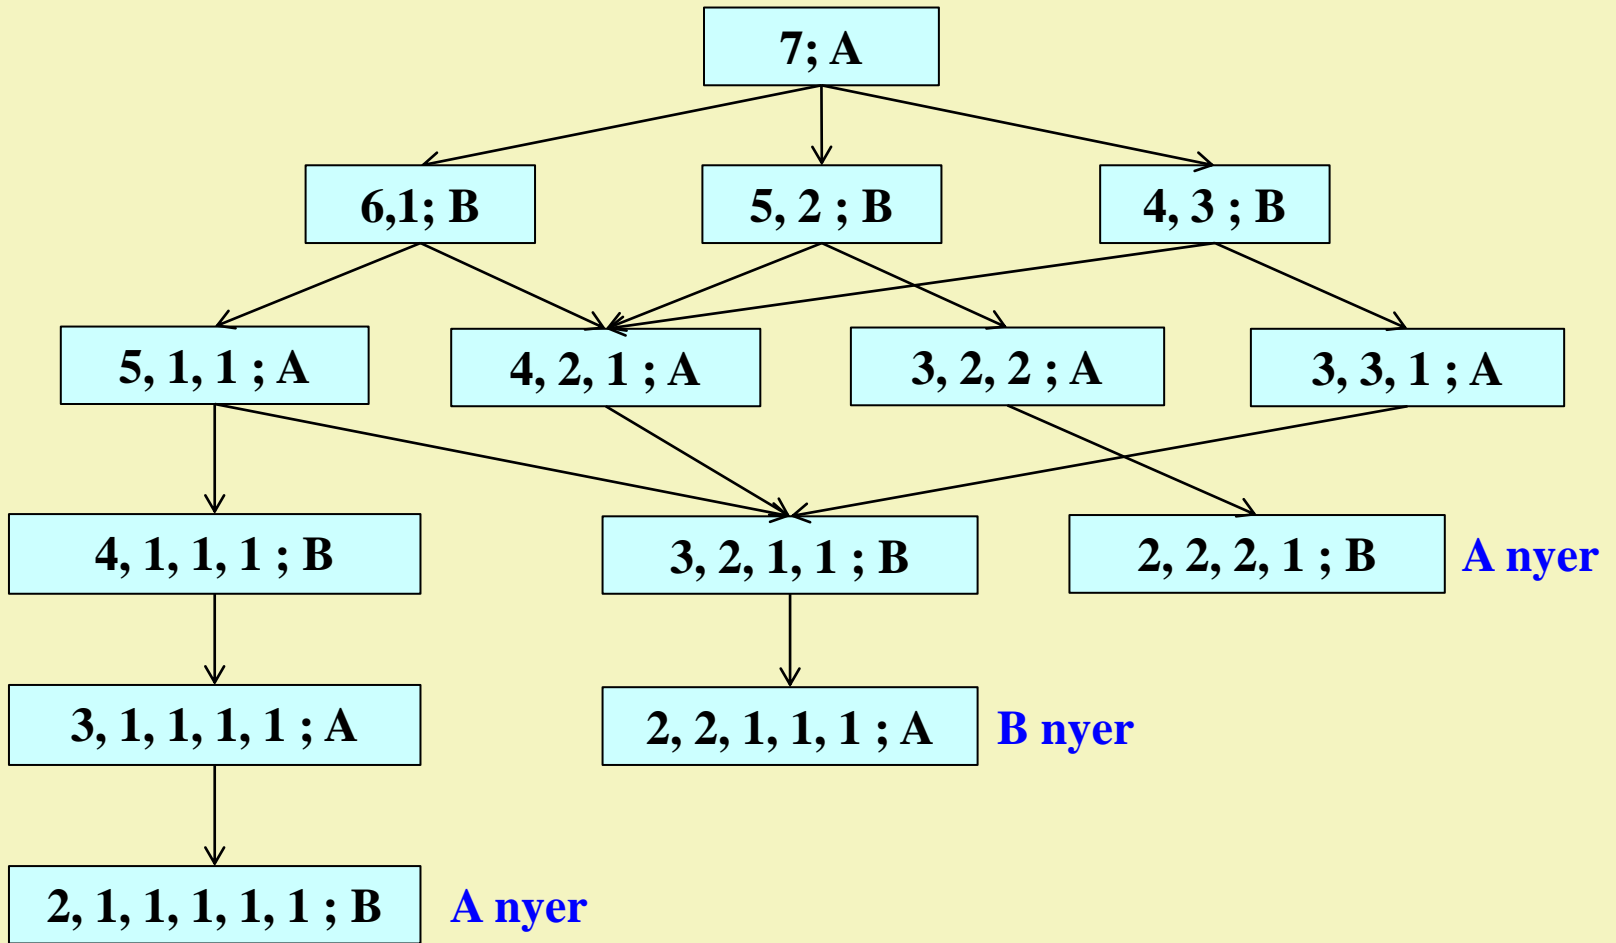 7; A
6,1; B
5, 2 ; B
4, 3 ; B
5, 1, 1 ; A
4, 2, 1 ; A
3, 2, 2 ; A
3, 3, 1 ; A
4, 1, 1, 1 ; B
3, 2, 1, 1 ; B
2, 2, 2, 1 ; B
A nyer
3, 1, 1, 1, 1 ; A
2, 2, 1, 1, 1 ; A
B nyer
2, 1, 1, 1, 1, 1 ; B
A nyer